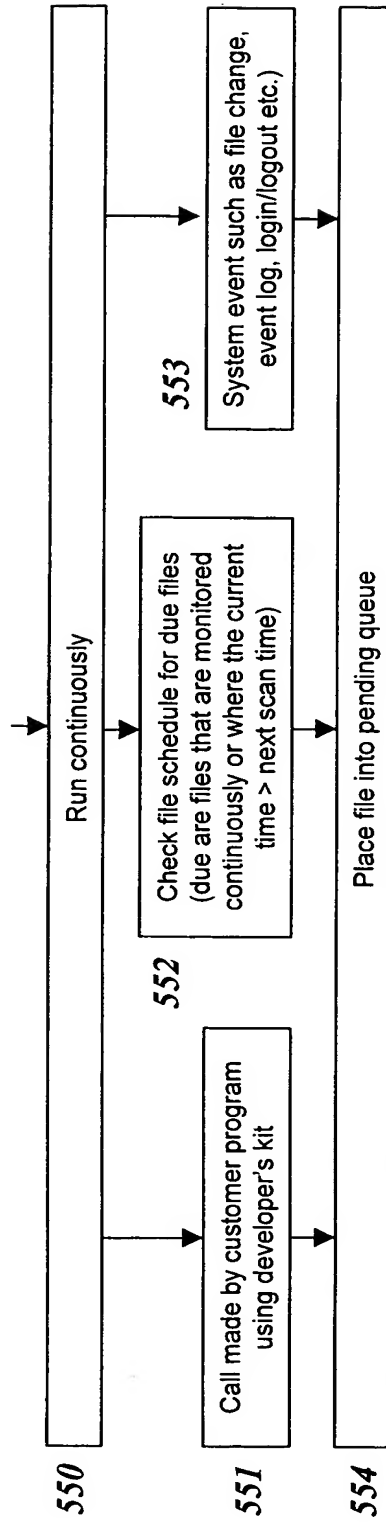 550
Run continuously
551
Call made by customer program
using developer's kit
552
Check file schedule for due files
(due are files that are monitored
continuously or where the current
time > next scan time)
553
System event such as file change,
event log, login/logout etc.)
554
Place file into pending queue